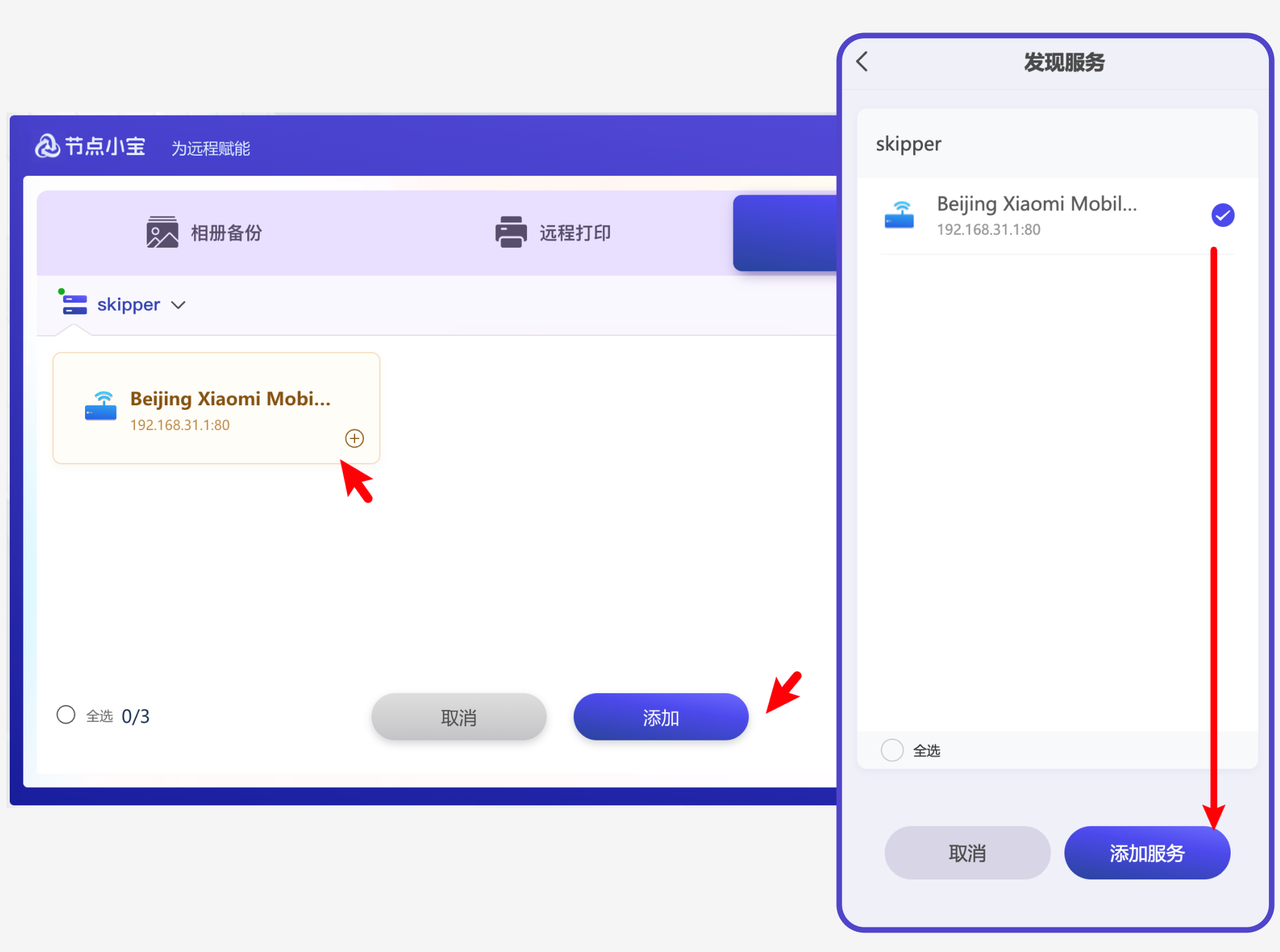 节点小宝 为远程赋能
相册备份 远程打印
skipper
Beijing Xiaomi Mobi...
192.168.31.1:80
全选 0/3 取消 添加
发现服务
skipper
Beijing Xiaomi Mobil...
192.168.31.1:80
全选
取消 添加服务